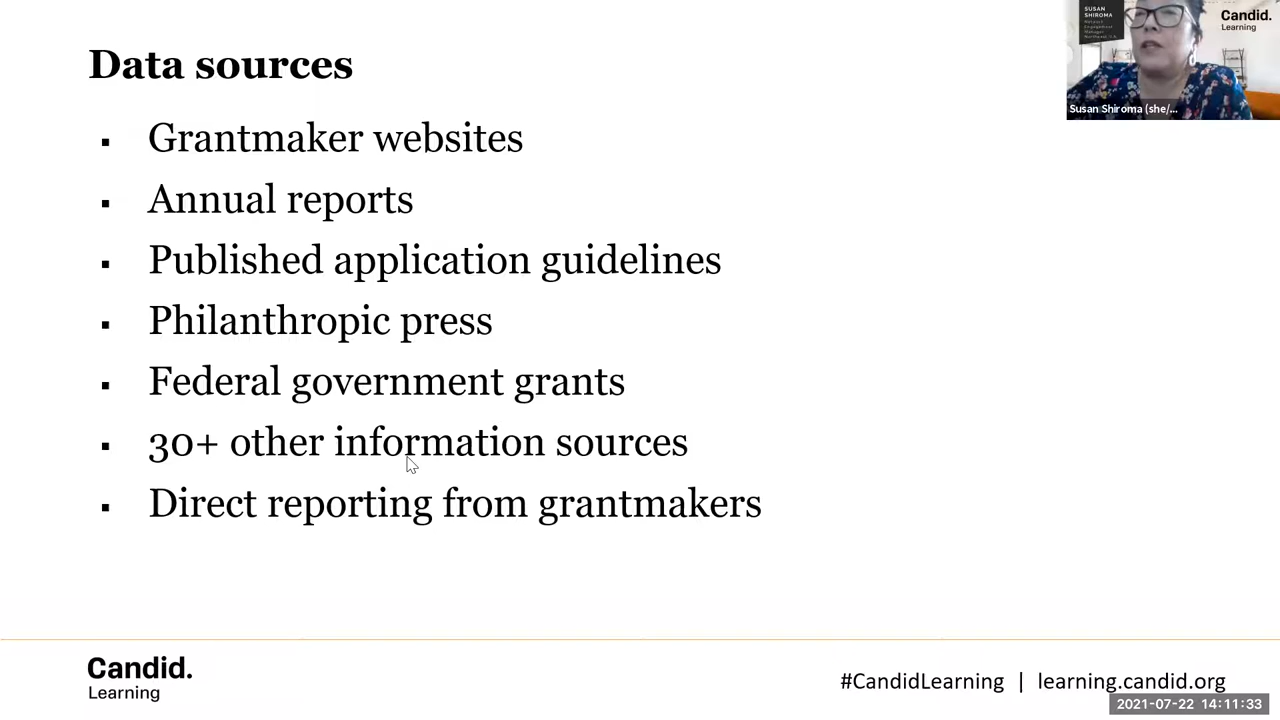 Data sources
▪ Grantmaker websites
▪ Annual reports
▪ Published application guidelines
▪ Philanthropic press
▪ Federal government grants
▪ 30+ other information sources
▪ Direct reporting from grantmakers
SUSAN
SHIROMA
Candid.
Learning
Susan Shiroma (she/...
Candid.
Learning
#CandidLearning | learning.candid.org
2021-07-22 14:11:33